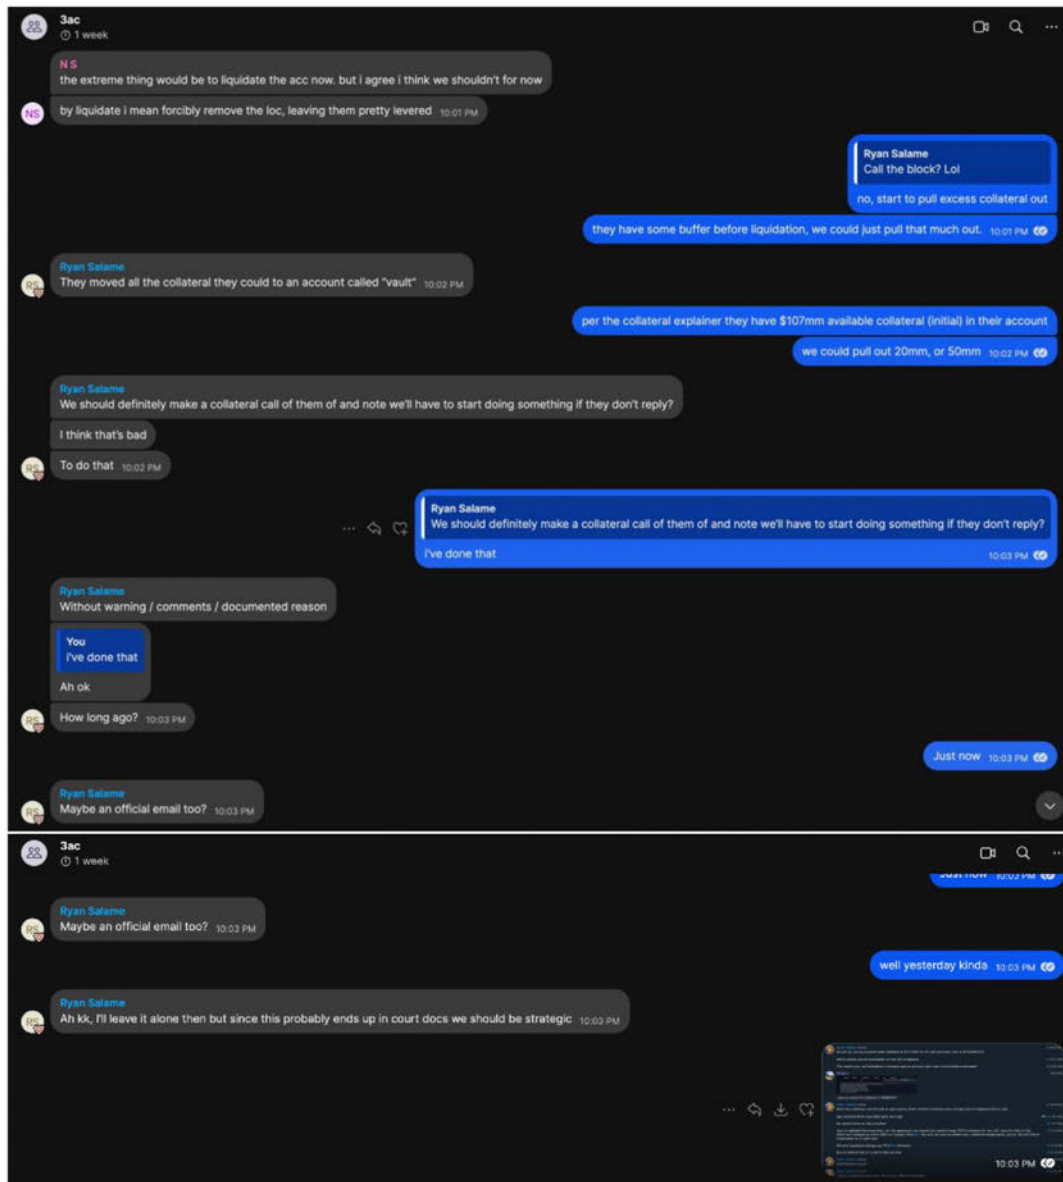 3ac
1 week
N S
the extreme thing would be to liquidate the acc now. but i agree i think we shouldn't for now
NS
by liquidate i mean forcibly remove the loc, leaving them pretty levered 10:01 PM
Ryan Salame
Call the block? Lol
no, start to pull excess collateral out
they have some buffer before liquidation, we could just pull that much out. 10:01 PM
Ryan Salame
RS
They moved all the collateral they could to an account called "vault" 10:02 PM
per the collateral explainer they have $107mm available collateral (initial) in their account
we could pull out 20mm, or 50mm 10:02 PM
Ryan Salame
We should definitely make a collateral call of them of and note we'll have to start doing something if they don't reply?
I think that's bad
RS
To do that 10:02 PM
Ryan Salame
We should definitely make a collateral call of them of and note we'll have to start doing something if they don't reply?
i've done that 10:03 PM
Ryan Salame
Without warning / comments / documented reason
You
i've done that
Ah ok
RS
How long ago? 10:03 PM
Just now 10:03 PM
Ryan Salame
RS
Maybe an official email too? 10:03 PM
3ac
1 week
Just now 10:03 PM
Ryan Salame
RS
Maybe an official email too? 10:03 PM
well yesterday kinda 10:03 PM
Ryan Salame
RS
Ah kk, I'll leave it alone then but since this probably ends up in court docs we should be strategic 10:03 PM
10:03 PM